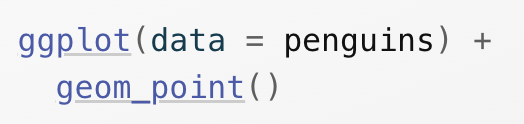 ggplot(data = penguins) +
  geom_point()